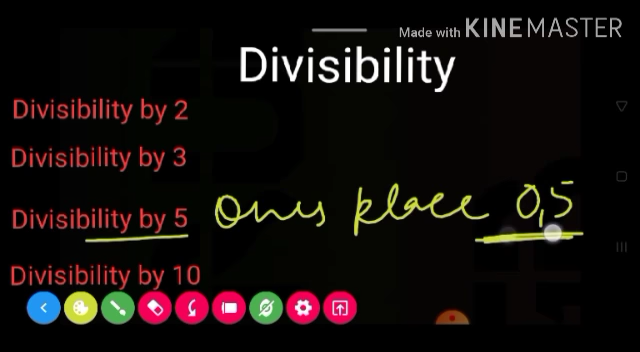 Made with KINEMASTER
Divisibility
Divisibility by 2
Divisibility by 3
Divisibility by 5 Ones place 0,5
Divisibility by 10